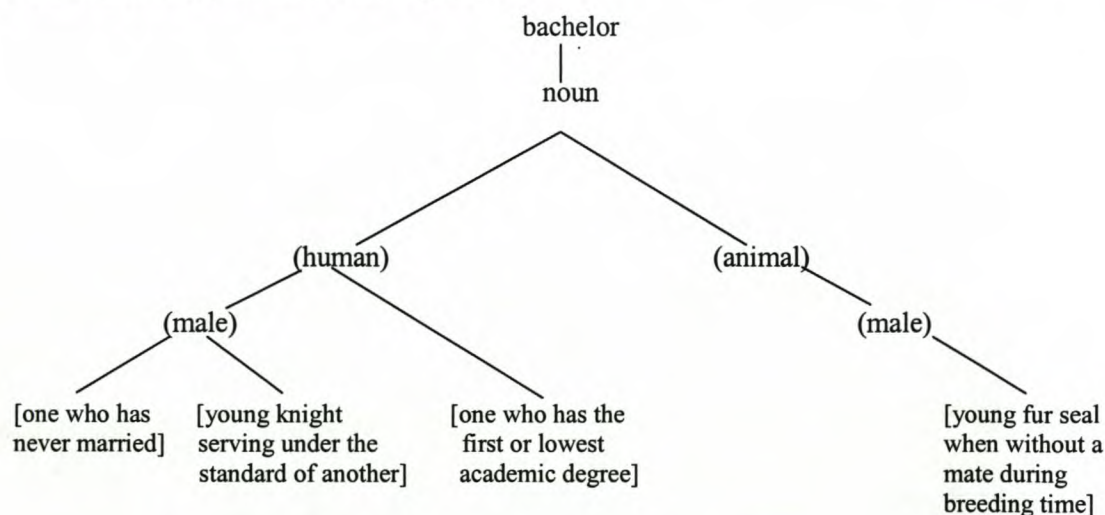 bachelor
noun
(human)
(animal)
(male)
(male)
[one who has
never married]
[young knight
serving under the
standard of another]
[one who has the
first or lowest
academic degree]
[young fur seal
when without a
mate during
breeding time]